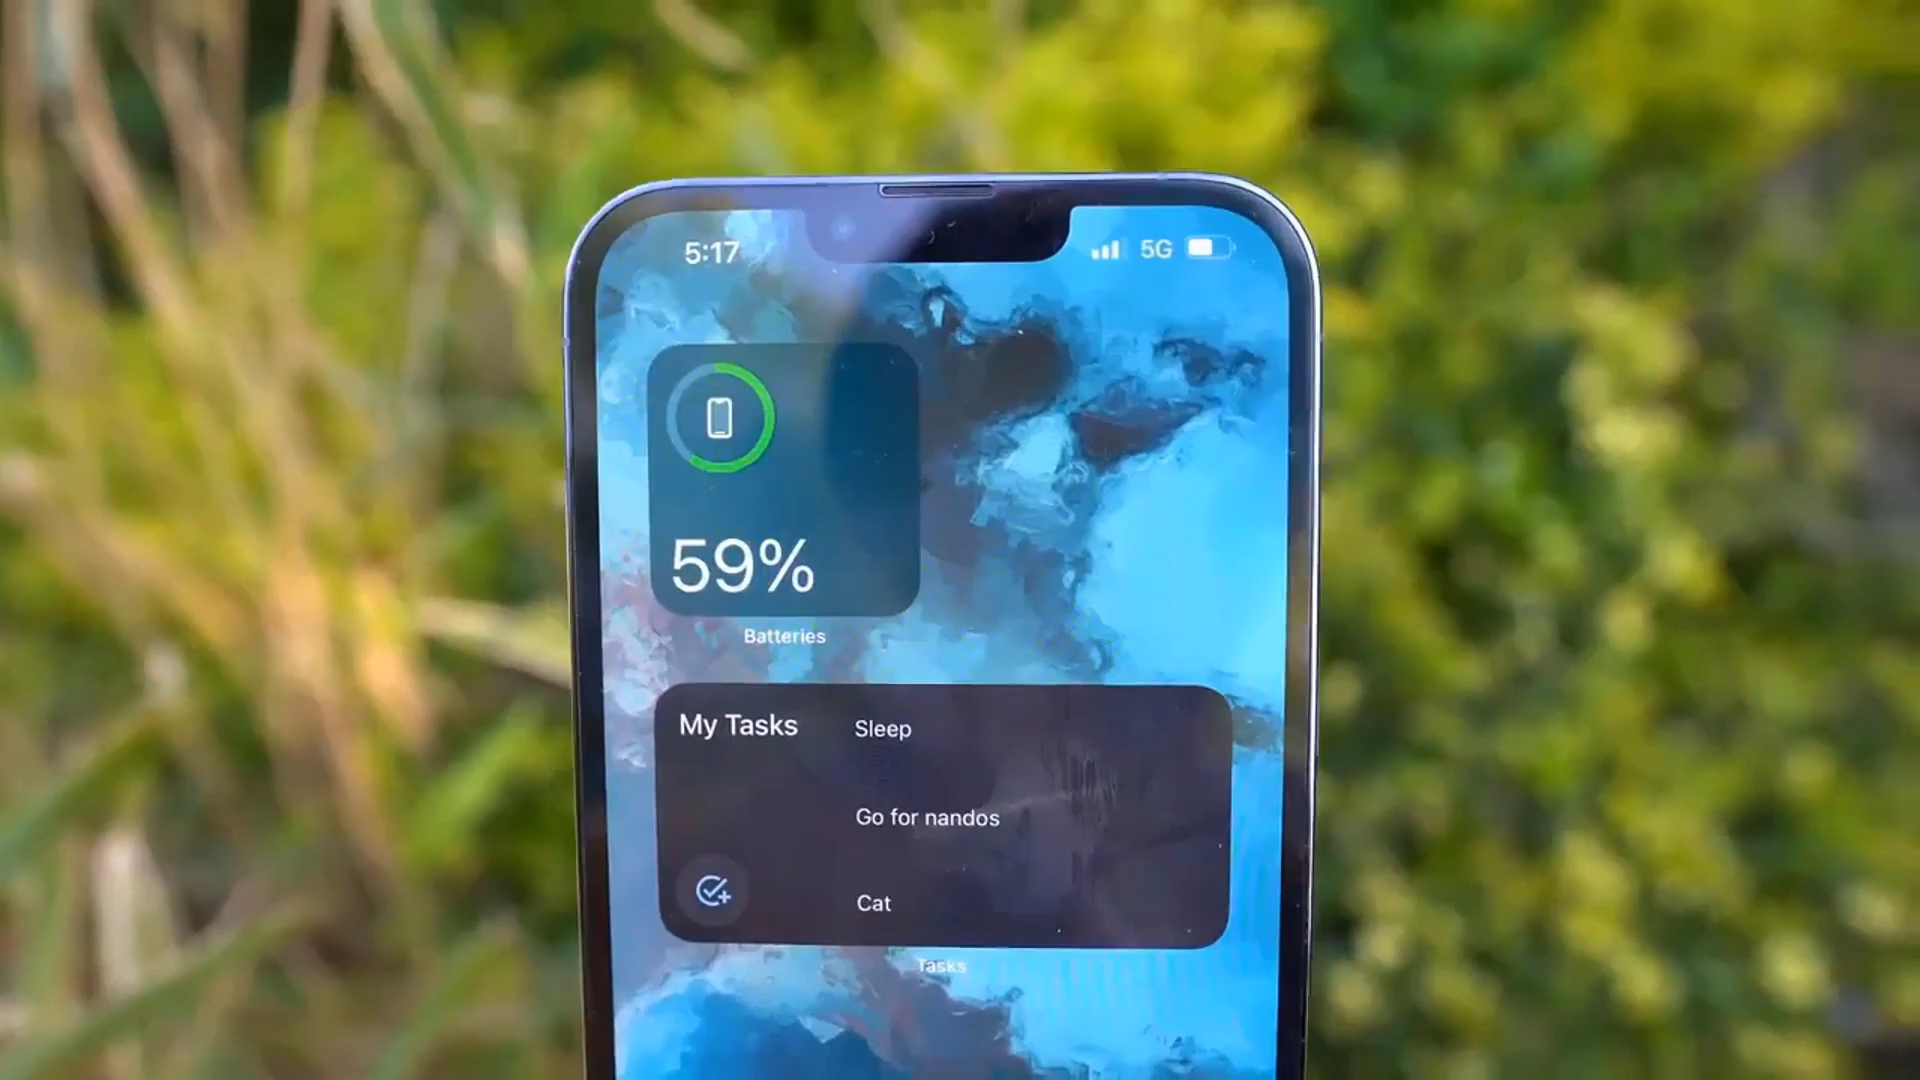 5:17
5G
59%
Batteries
My Tasks
Sleep
Go for nandos
Cat
Tasks